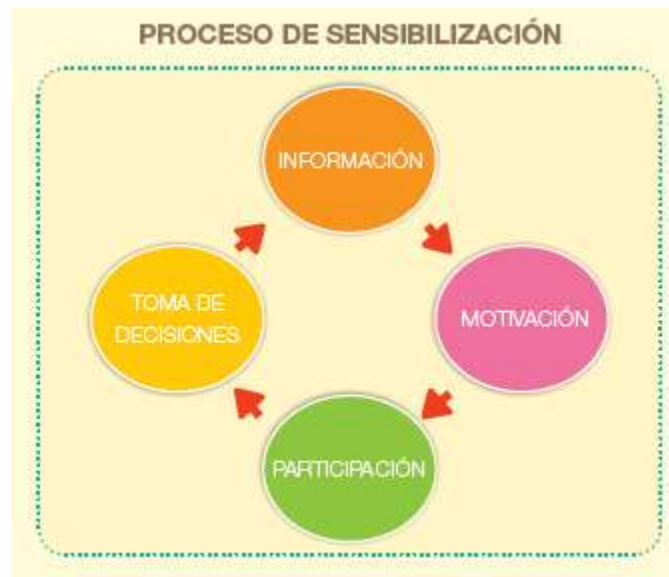 PROCESO DE SENSIBILIZACIÓN
INFORMACIÓN
MOTIVACIÓN
PARTICIPACIÓN
TOMA DE
DECISIONES